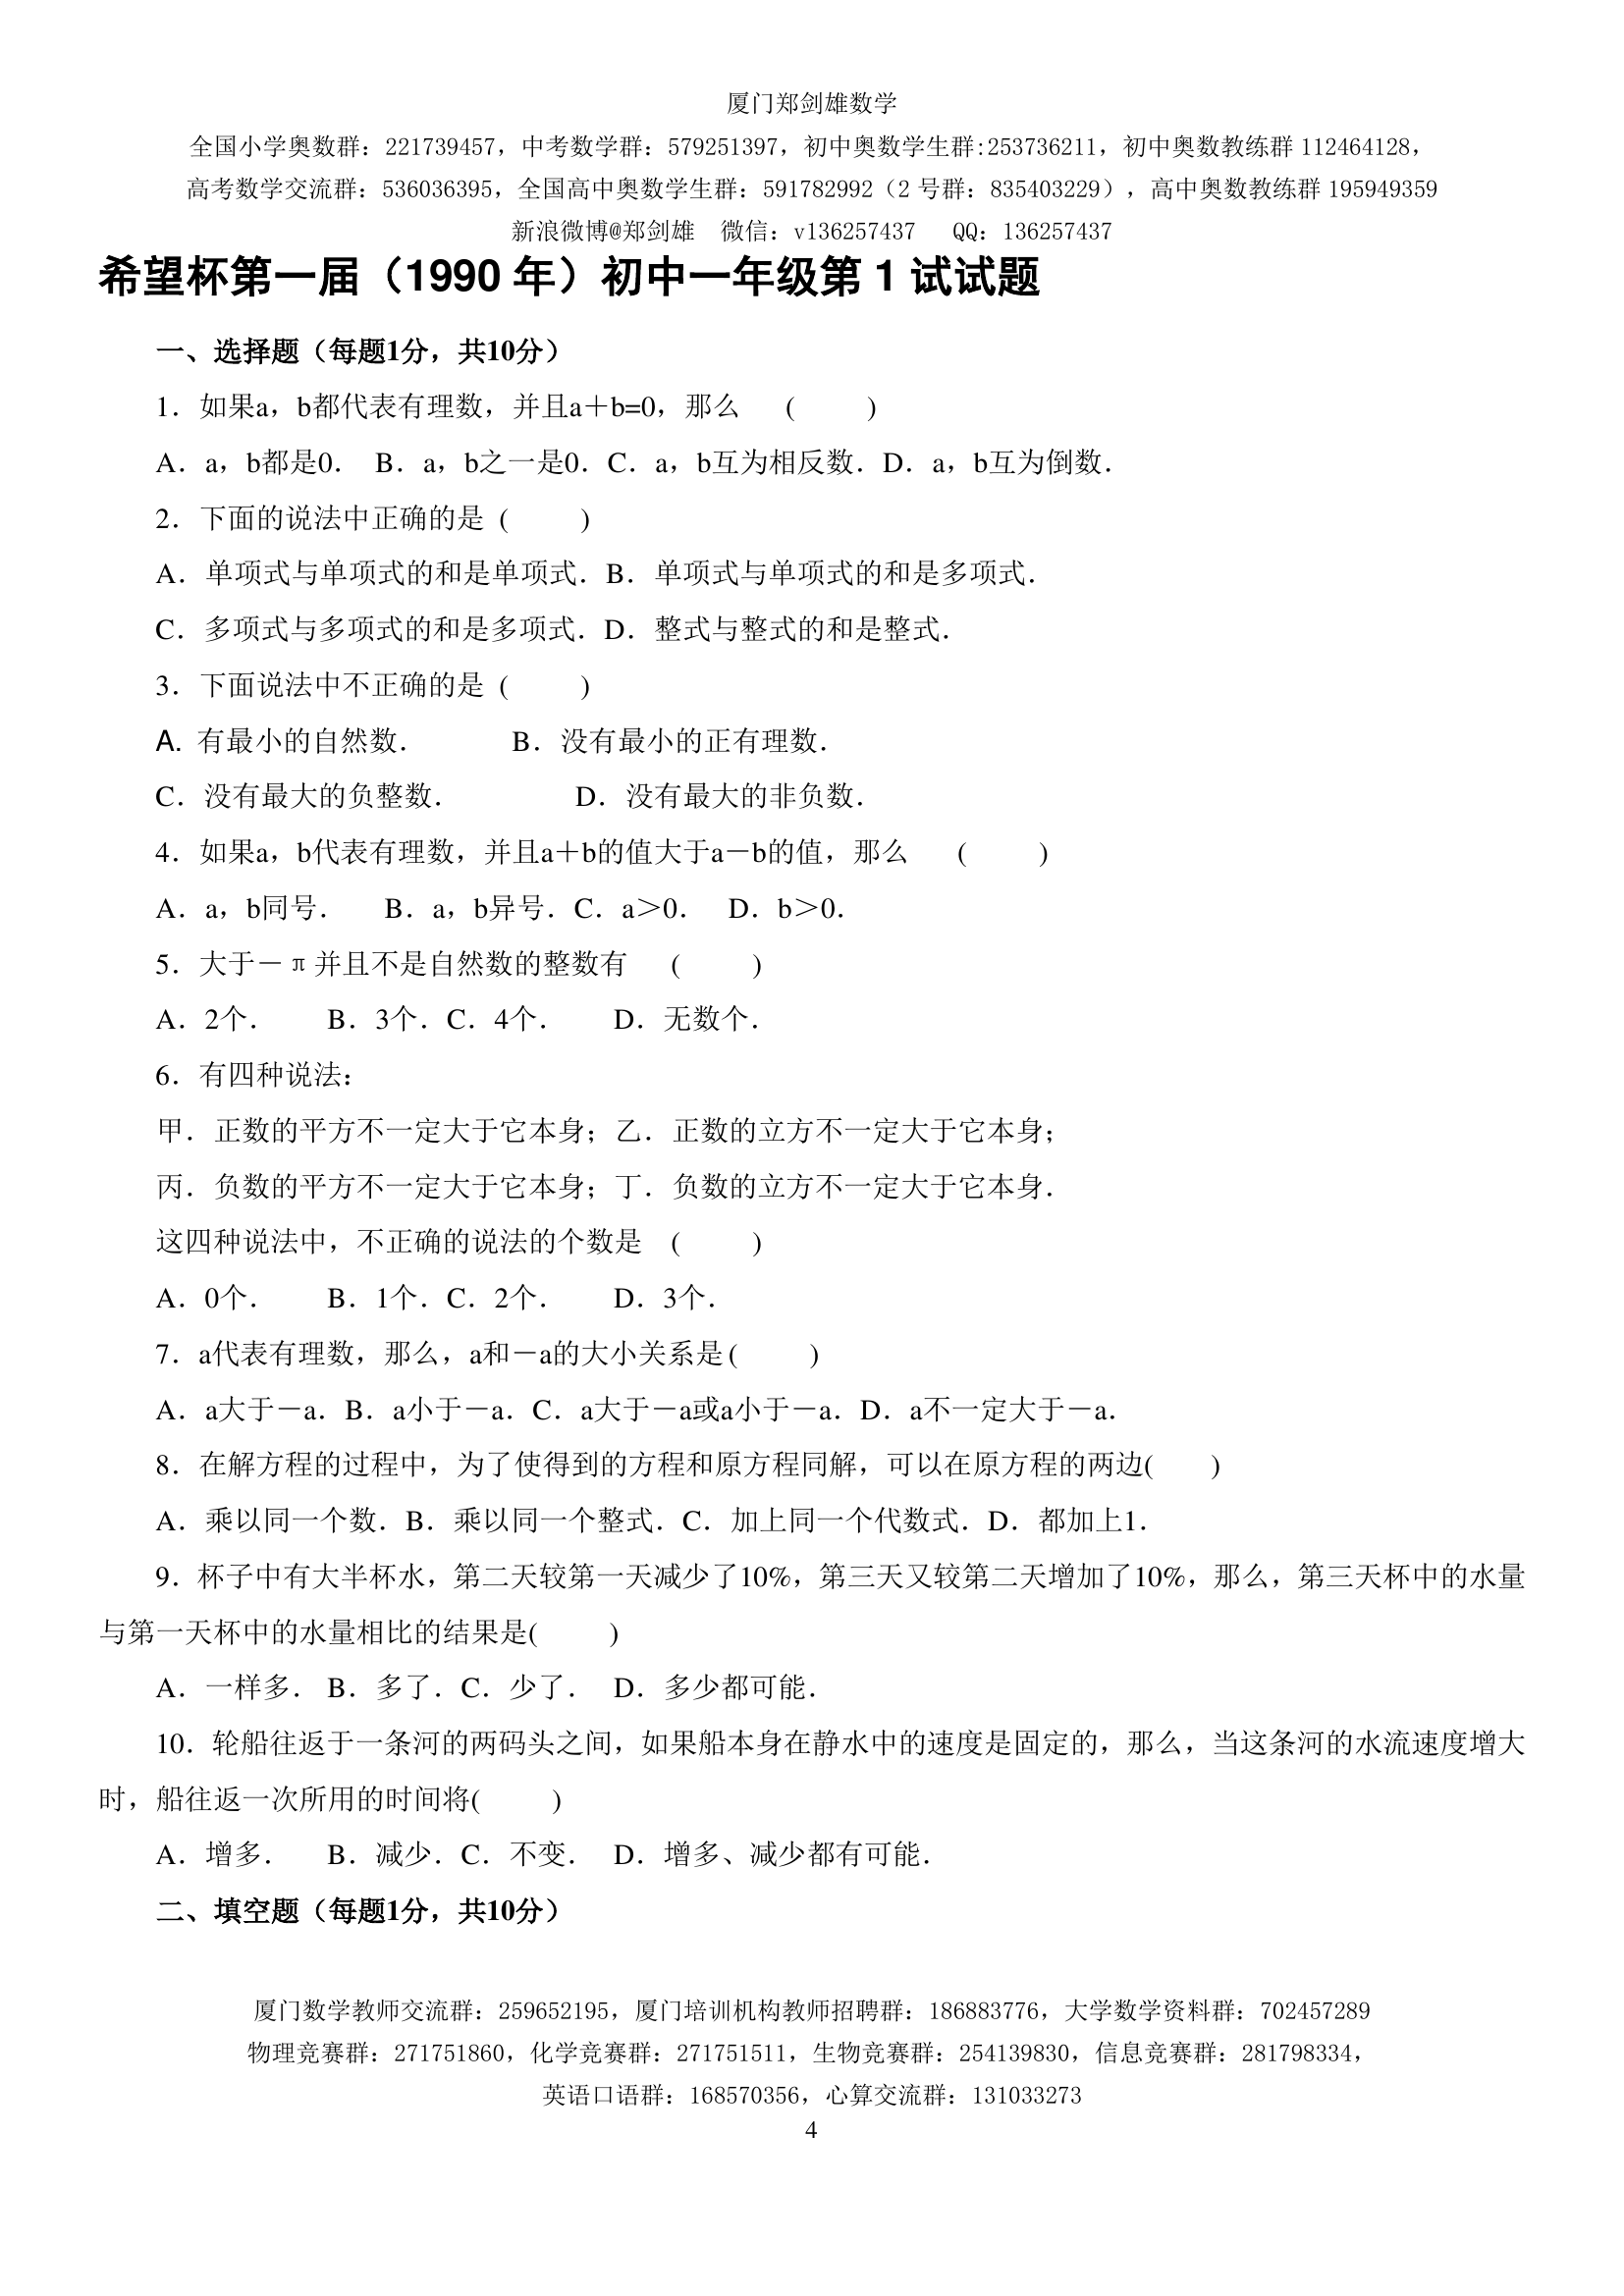 厦门郑剑雄数学
全国小学奥数群：221739457，中考数学群：579251397，初中奥数学生群:253736211，初中奥数教练群 112464128，
高考数学交流群：536036395，全国高中奥数学生群：591782992（2 号群：835403229），高中奥数教练群 195949359
新浪微博@郑剑雄 微信：v136257437 QQ：136257437
希望杯第一届（1990 年）初中一年级第 1 试试题
一、选择题（每题1分，共10分）
1．如果a，b都代表有理数，并且a＋b=0，那么 ( )
A．a，b都是0． B．a，b之一是0．C．a，b互为相反数．D．a，b互为倒数．
2．下面的说法中正确的是 ( )
A．单项式与单项式的和是单项式．B．单项式与单项式的和是多项式．
C．多项式与多项式的和是多项式．D．整式与整式的和是整式．
3．下面说法中不正确的是 ( )
A. 有最小的自然数． B．没有最小的正有理数．
C．没有最大的负整数． D．没有最大的非负数．
4．如果a，b代表有理数，并且a＋b的值大于a－b的值，那么 ( )
A．a，b同号． B．a，b异号．C．a＞0． D．b＞0．
5．大于－π并且不是自然数的整数有 ( )
A．2个． B．3个．C．4个． D．无数个．
6．有四种说法：
甲．正数的平方不一定大于它本身；乙．正数的立方不一定大于它本身；
丙．负数的平方不一定大于它本身；丁．负数的立方不一定大于它本身．
这四种说法中，不正确的说法的个数是 ( )
A．0个． B．1个．C．2个． D．3个．
7．a代表有理数，那么，a和－a的大小关系是 ( )
A．a大于－a．B．a小于－a．C．a大于－a或a小于－a．D．a不一定大于－a．
8．在解方程的过程中，为了使得到的方程和原方程同解，可以在原方程的两边( )
A．乘以同一个数．B．乘以同一个整式．C．加上同一个代数式．D．都加上1．
9．杯子中有大半杯水，第二天较第一天减少了10%，第三天又较第二天增加了10%，那么，第三天杯中的水量
与第一天杯中的水量相比的结果是( )
A．一样多． B．多了．C．少了． D．多少都可能．
10．轮船往返于一条河的两码头之间，如果船本身在静水中的速度是固定的，那么，当这条河的水流速度增大
时，船往返一次所用的时间将( )
A．增多． B．减少．C．不变． D．增多、减少都有可能．
二、填空题（每题1分，共10分）
厦门数学教师交流群：259652195，厦门培训机构教师招聘群：186883776，大学数学资料群：702457289
物理竞赛群：271751860，化学竞赛群：271751511，生物竞赛群：254139830，信息竞赛群：281798334，
英语口语群：168570356，心算交流群：131033273
4